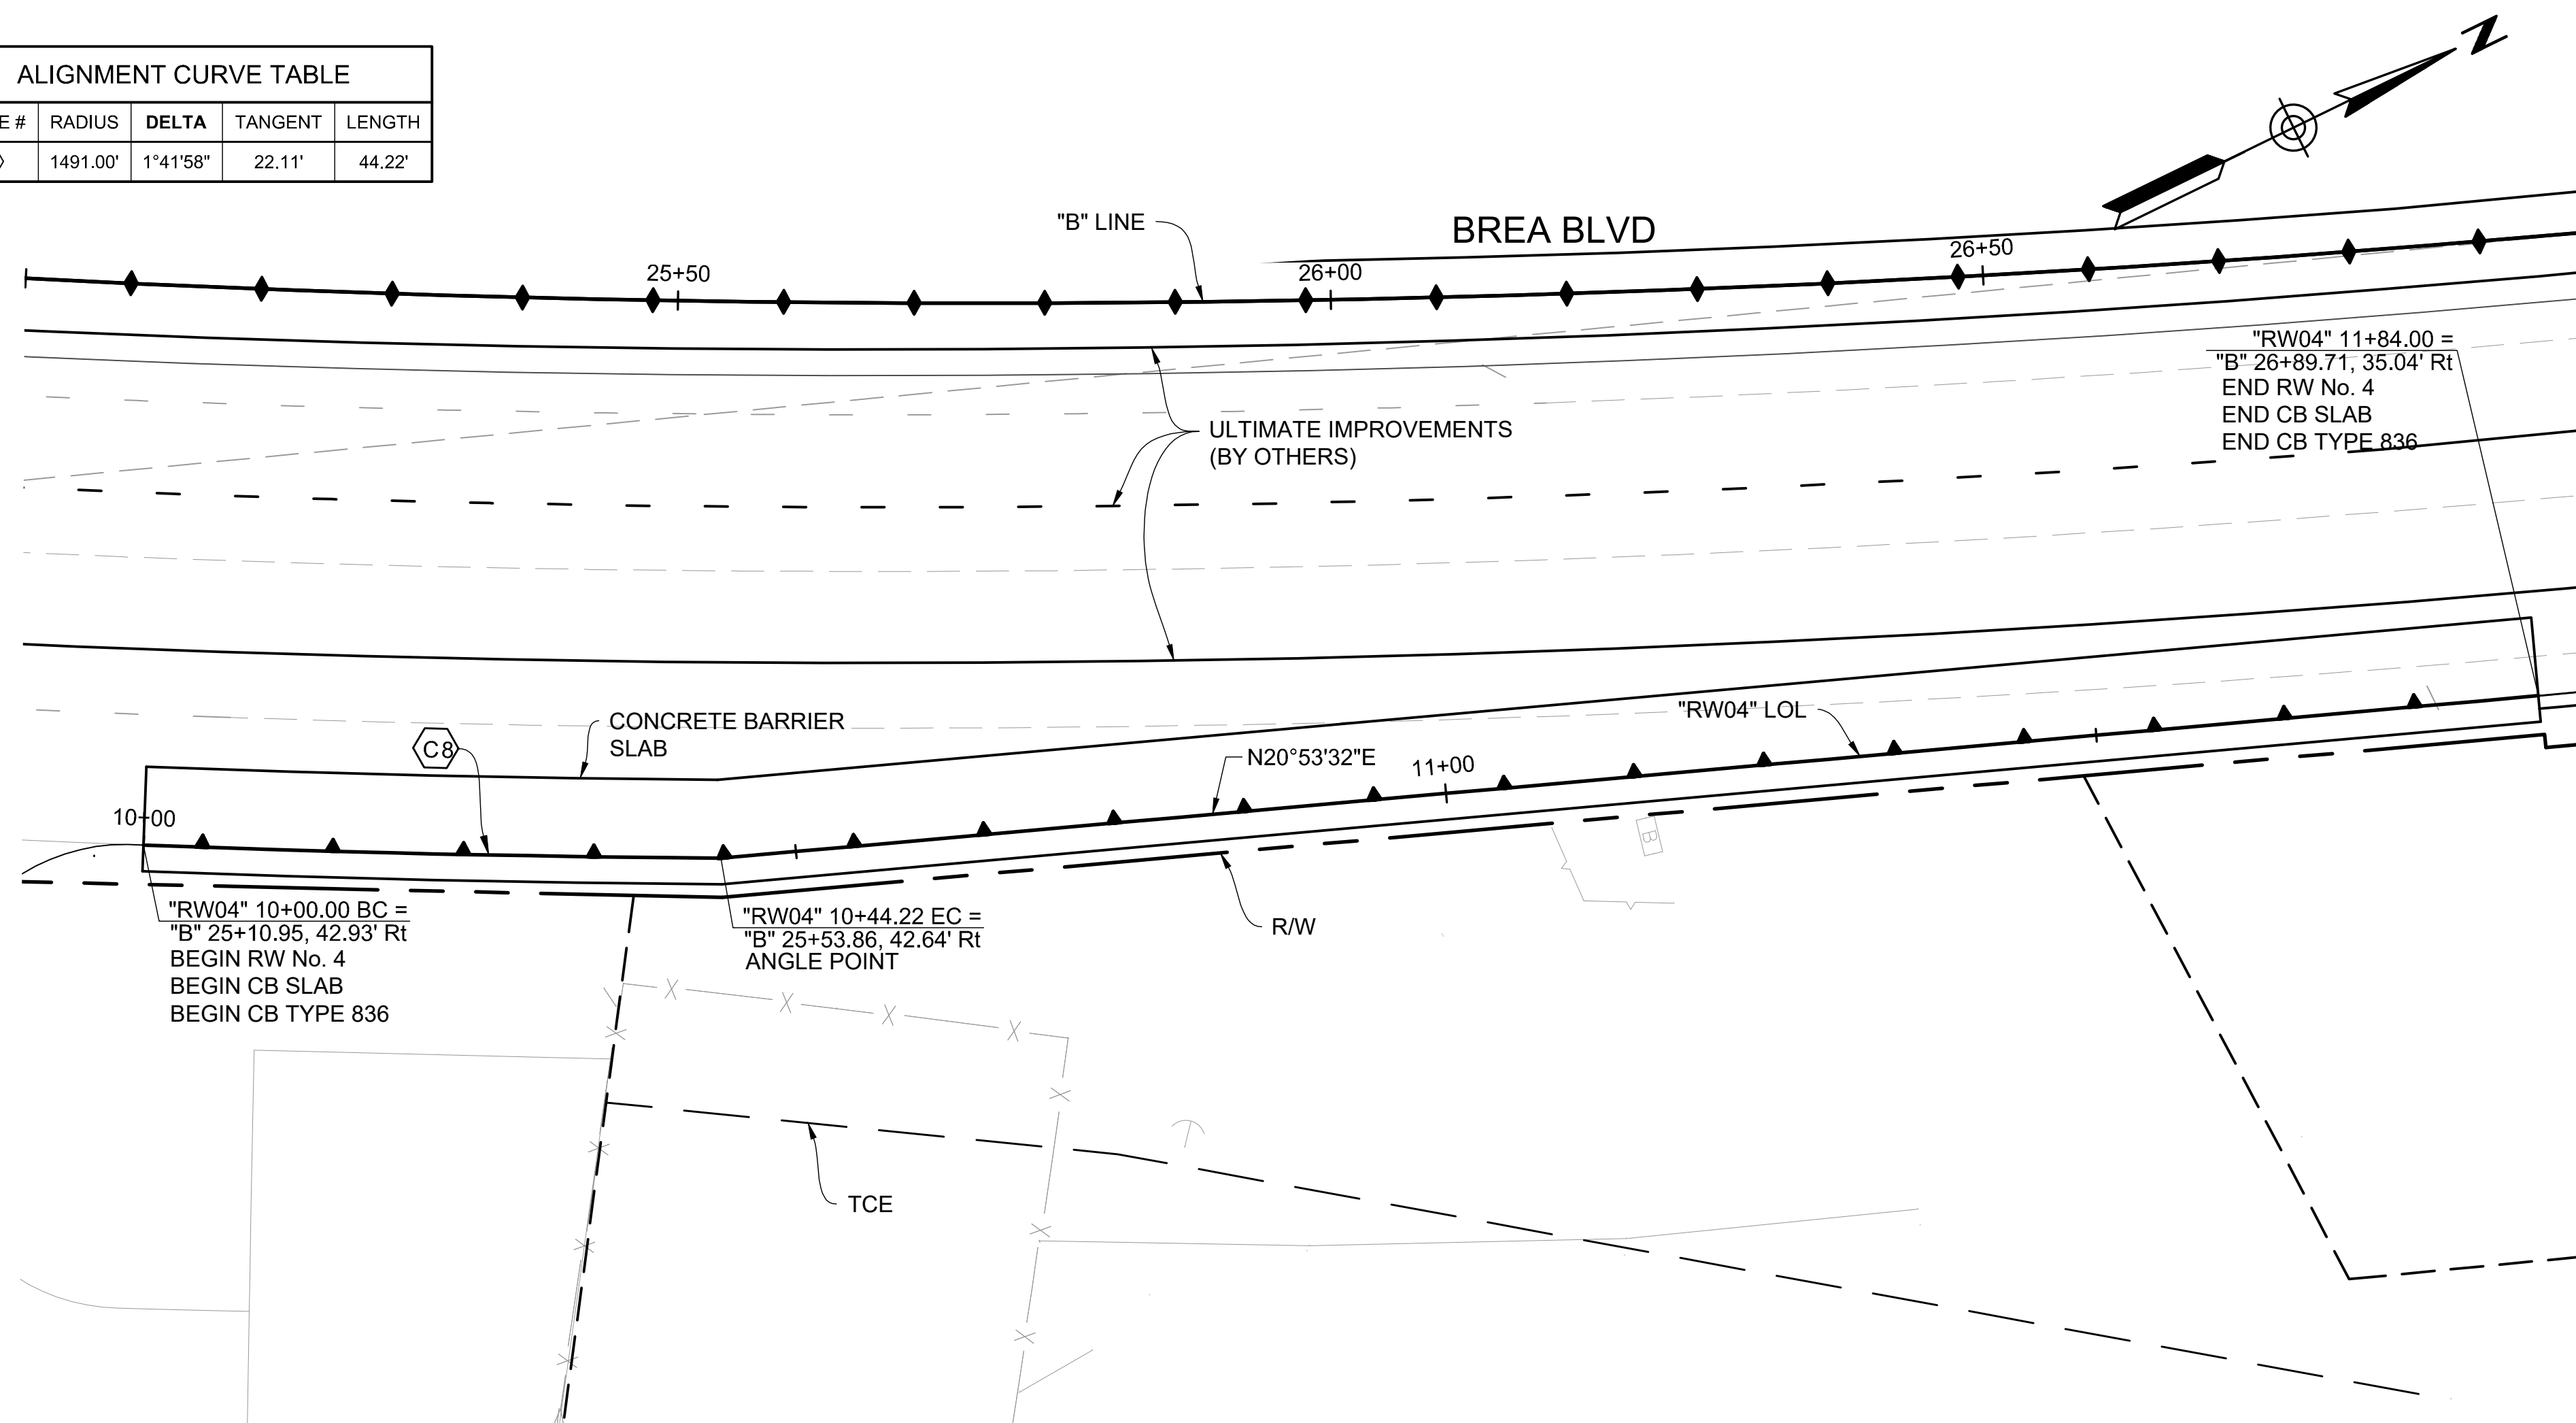 N
ALIGNMENT CURVE TABLE
E # RADIUS DELTA TANGENT LENGTH
1491.00' 1°41'58" 22.11' 44.22'
"B" LINE
BREA BLVD
25+50
26+00
26+50
"RW04" 11+84.00 =
"B" 26+89.71, 35.04' Rt
END RW No. 4
END CB SLAB
END CB TYPE 836
ULTIMATE IMPROVEMENTS
(BY OTHERS)
CONCRETE BARRIER
SLAB
C8
"RW04" LOL
N20°53'32"E
11+00
10+00
B
"RW04" 10+00.00 BC =
"B" 25+10.95, 42.93' Rt
BEGIN RW No. 4
BEGIN CB SLAB
BEGIN CB TYPE 836
"RW04" 10+44.22 EC =
"B" 25+53.86, 42.64' Rt
ANGLE POINT
R/W
TCE